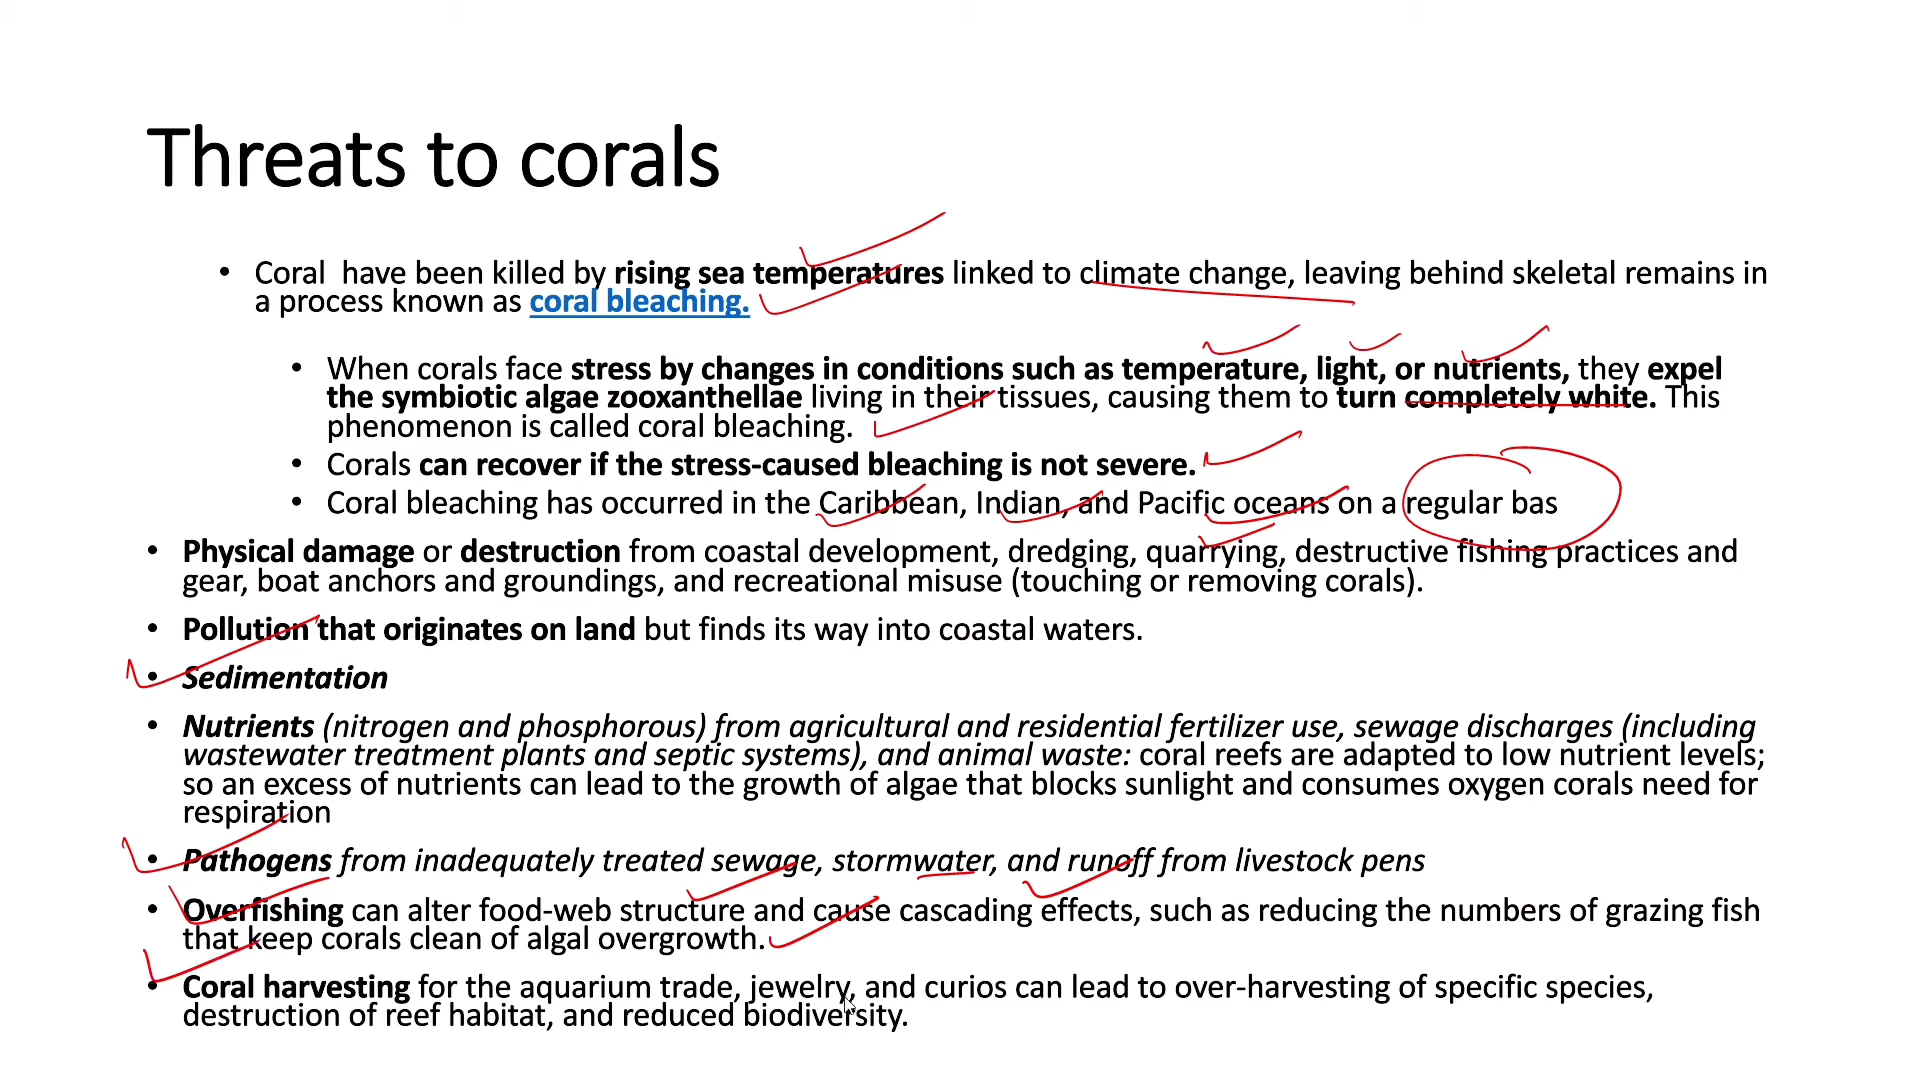 Threats to corals
• Coral have been killed by rising sea temperatures linked to climate change, leaving behind skeletal remains in
a process known as coral bleaching.
• When corals face stress by changes in conditions such as temperature, light, or nutrients, they expel
the symbiotic algae zooxanthellae living in their tissues, causing them to turn completely white. This
phenomenon is called coral bleaching.
• Corals can recover if the stress-caused bleaching is not severe.
• Coral bleaching has occurred in the Caribbean, Indian, and Pacific oceans on a regular bas
• Physical damage or destruction from coastal development, dredging, quarrying, destructive fishing practices and
gear, boat anchors and groundings, and recreational misuse (touching or removing corals).
• Pollution that originates on land but finds its way into coastal waters.
• Sedimentation
• Nutrients (nitrogen and phosphorous) from agricultural and residential fertilizer use, sewage discharges (including
wastewater treatment plants and septic systems), and animal waste: coral reefs are adapted to low nutrient levels;
so an excess of nutrients can lead to the growth of algae that blocks sunlight and consumes oxygen corals need for
respiration
• Pathogens from inadequately treated sewage, stormwater, and runoff from livestock pens
• Overfishing can alter food-web structure and cause cascading effects, such as reducing the numbers of grazing fish
that keep corals clean of algal overgrowth.
• Coral harvesting for the aquarium trade, jewelry, and curios can lead to over-harvesting of specific species,
destruction of reef habitat, and reduced biodiversity.